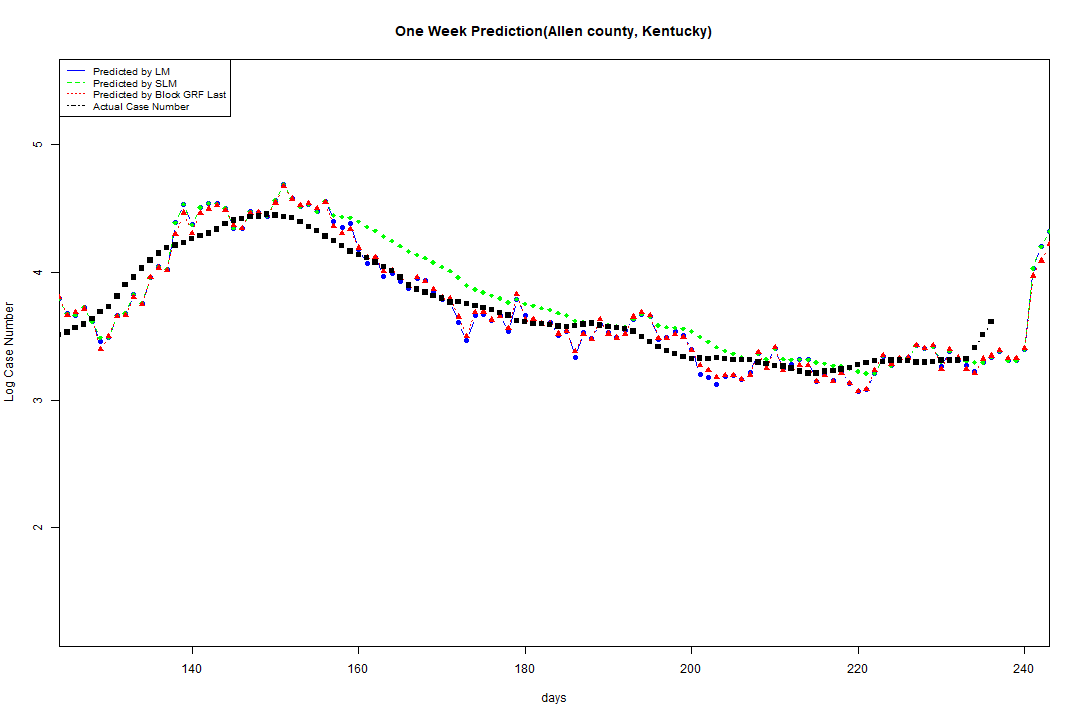 One Week Prediction(Allen county, Kentucky)
Predicted by LM
Predicted by SLM
Predicted by Block GRF Last
Actual Case Number
5
4
3
2
Log Case Number
140 160 180 200 220 240
days